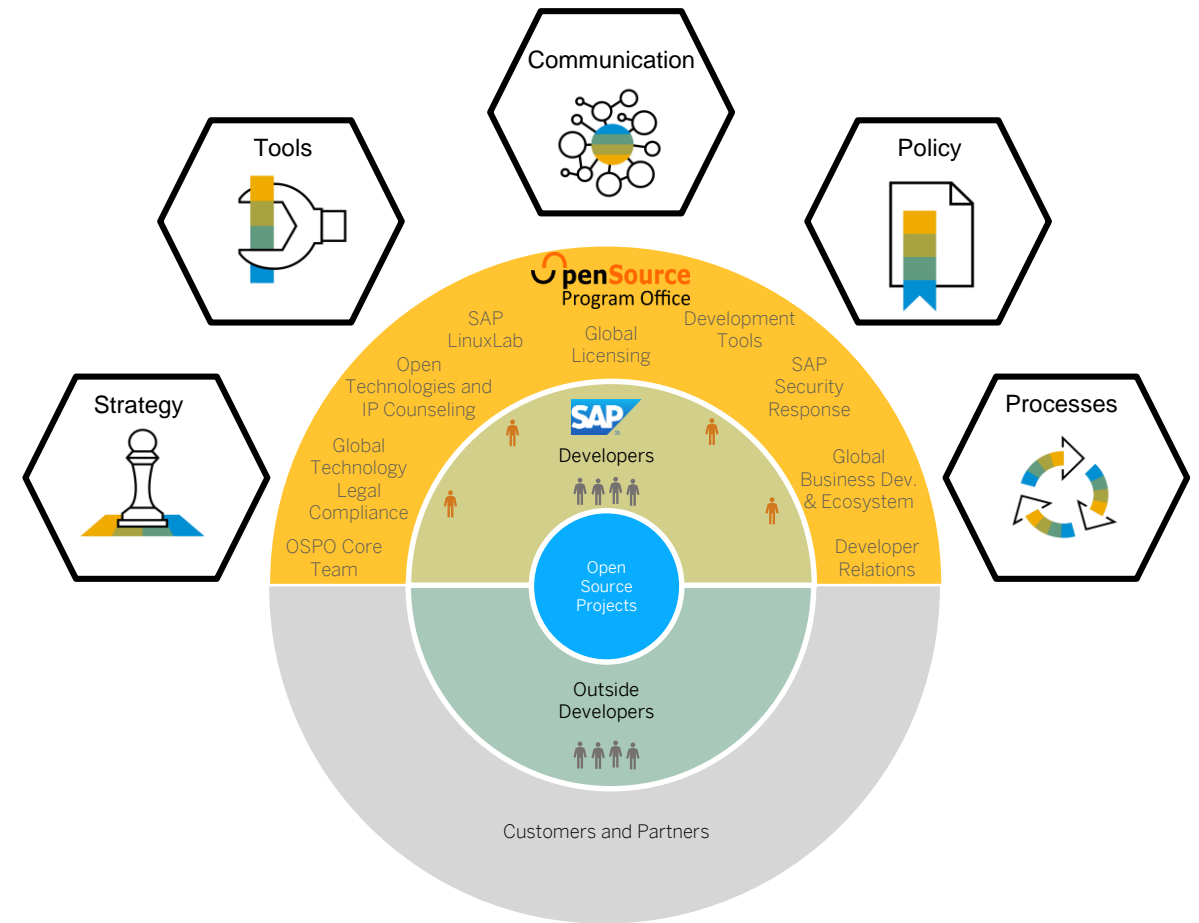 Communication
Tools
Policy
Strategy
Processes
OpenSource
Program Office
SAP
LinuxLab
Global
Licensing
Development
Tools
Open
Technologies and
IP Counseling
SAP
Security
Response
Global
Technology
Legal
Compliance
Global
Business Dev.
& Ecosystem
OSPO Core
Team
Developer
Relations
SAP
Developers
Open
Source
Projects
Outside
Developers
Customers and Partners